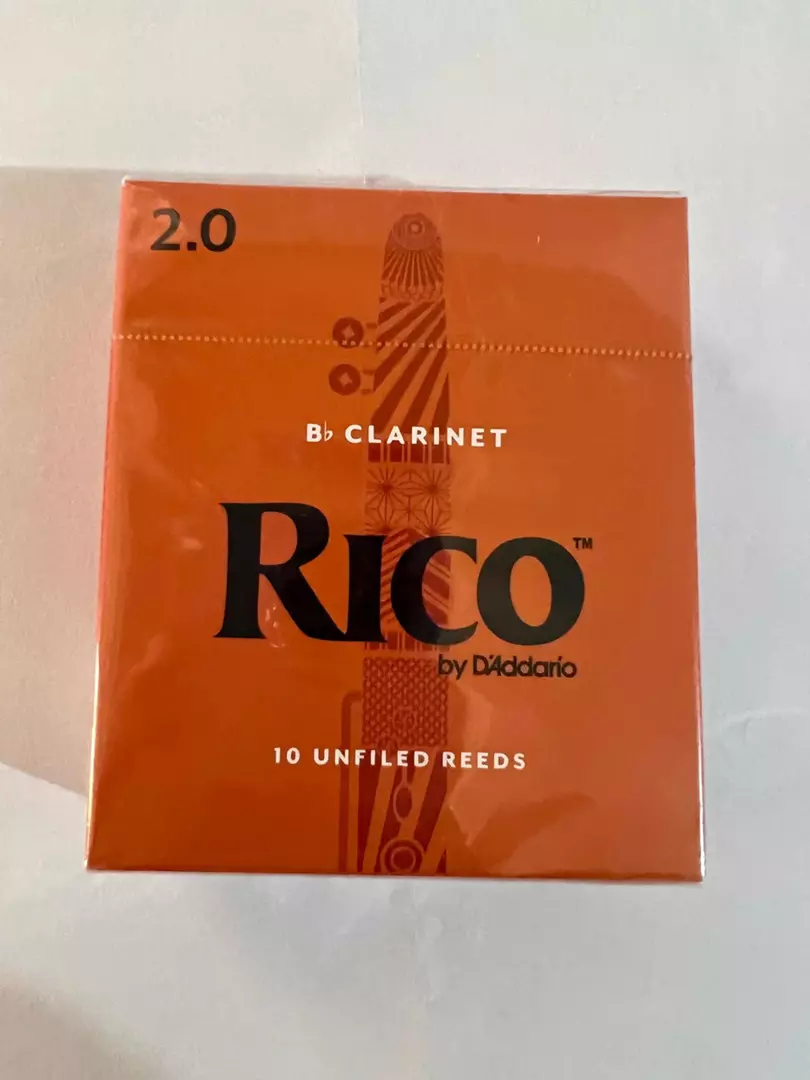 2.0
B♭ CLARINET
RICO™
by D'Addario
10 UNFILED REEDS